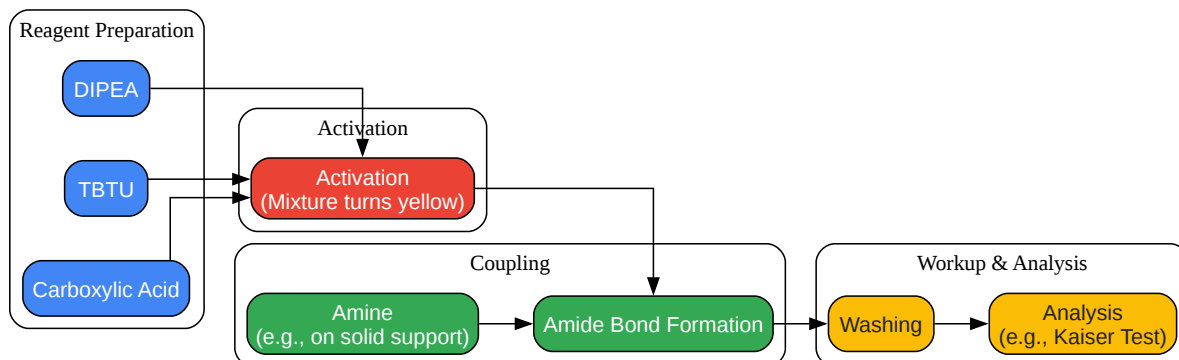 Reagent Preparation
DIPEA
TBTU
Carboxylic Acid
Activation
Activation
(Mixture turns yellow)
Coupling
Amine
(e.g., on solid support)
Amide Bond Formation
Workup & Analysis
Washing
Analysis
(e.g., Kaiser Test)